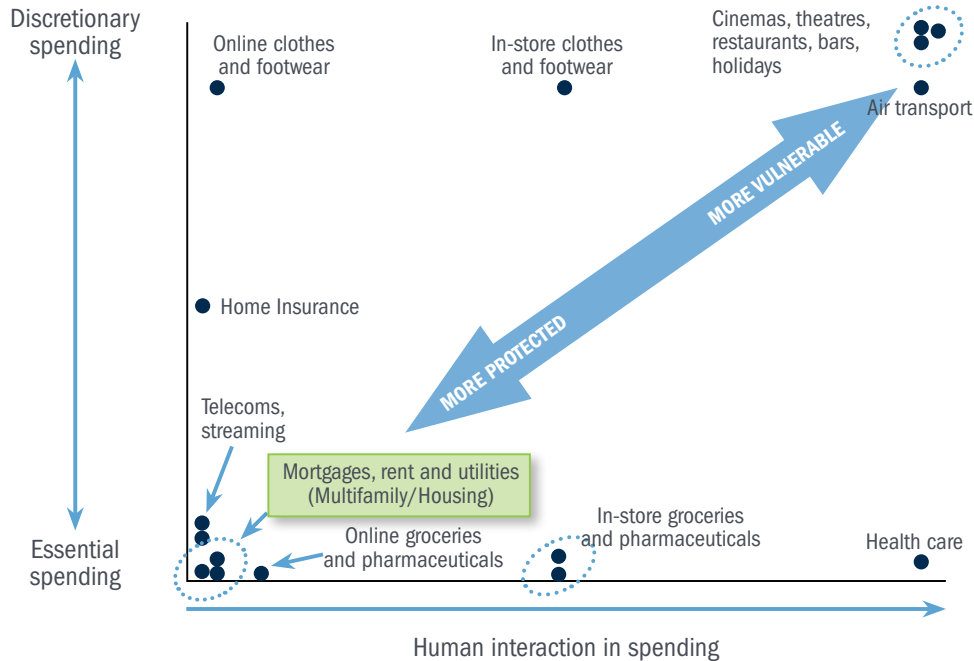 Discretionary
spending
Online clothes
and footwear
In-store clothes
and footwear
Cinemas, theatres,
restaurants, bars,
holidays
Air transport
MORE VULNERABLE
Home Insurance
MORE PROTECTED
Telecoms,
streaming
Mortgages, rent and utilities
(Multifamily/Housing)
Online groceries
and pharmaceuticals
In-store groceries
and pharmaceuticals
Health care
Essential
spending
Human interaction in spending